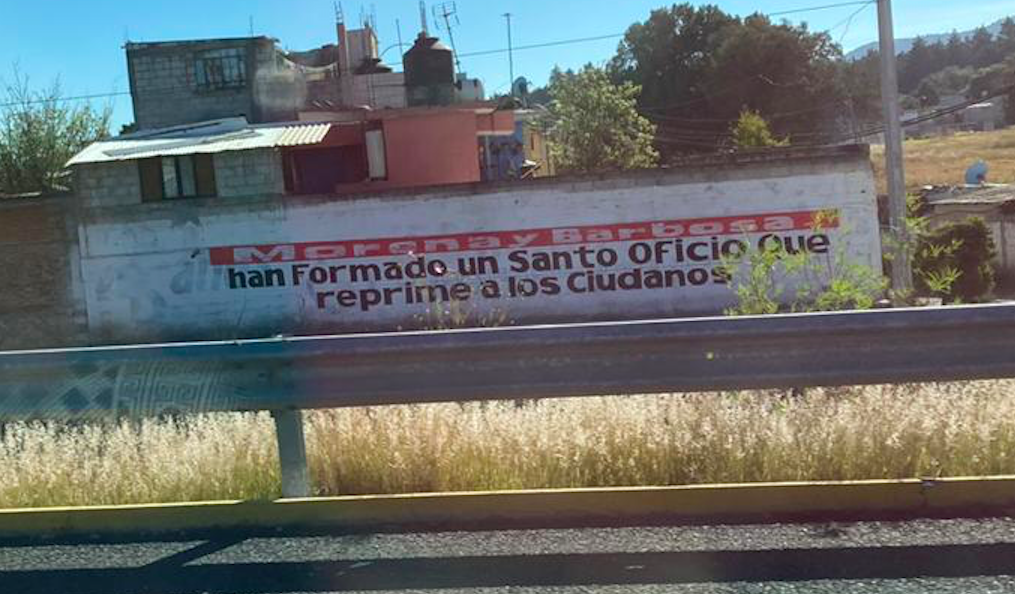 Morena y Barbosa
han Formado un Santo OFicio Que
reprime a los Ciudanos